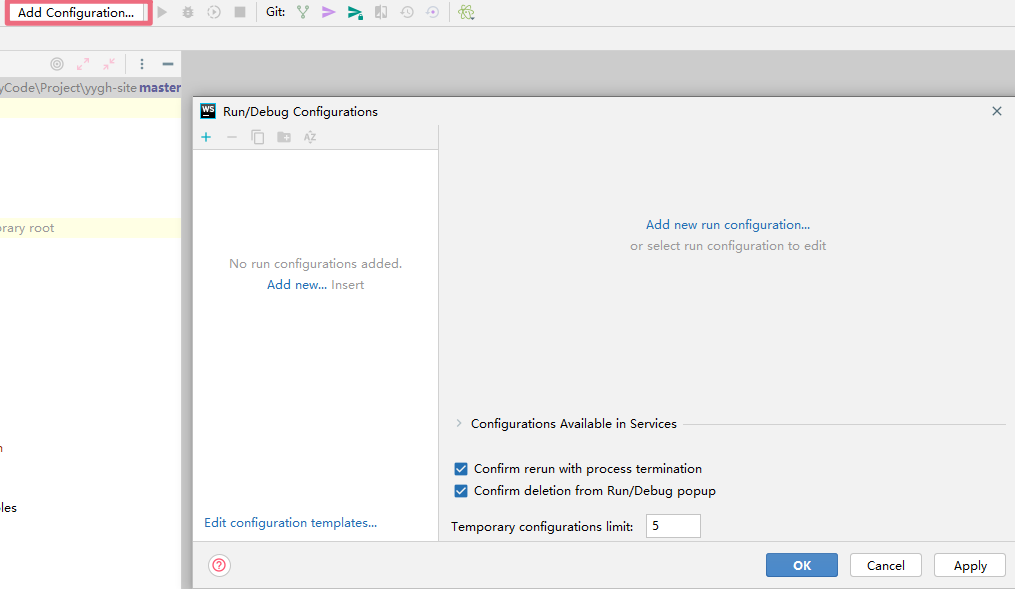 Add Configuration...
Git:
yCode\Project\yygh-site master
WS
Run/Debug Configurations
No run configurations added.
Add new... Insert
Add new run configuration...
or select run configuration to edit
rary root
Configurations Available in Services
Confirm rerun with process termination
Confirm deletion from Run/Debug popup
les
Edit configuration templates...
Temporary configurations limit: 5
?
OK
Cancel
Apply